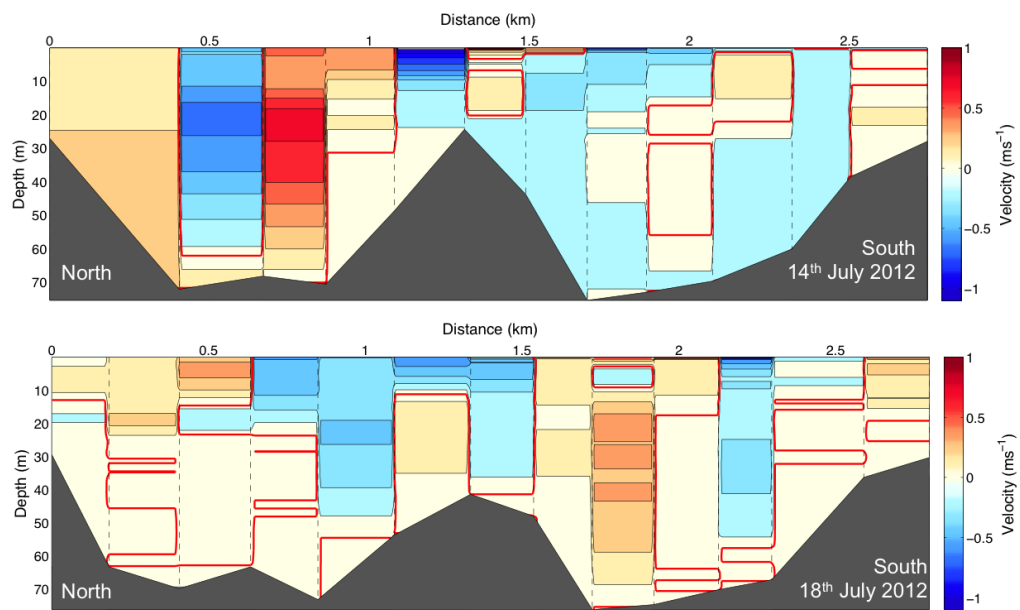 Distance (km)
0 0.5 1 1.5 2 2.5
Depth (m)
10
20
30
40
50
60
70
North
South
14th July 2012
1
0.5
0
−0.5
−1
Velocity (ms⁻¹)
Distance (km)
0 0.5 1 1.5 2 2.5
Depth (m)
10
20
30
40
50
60
70
North
South
18th July 2012
1
0.5
0
−0.5
−1
Velocity (ms⁻¹)